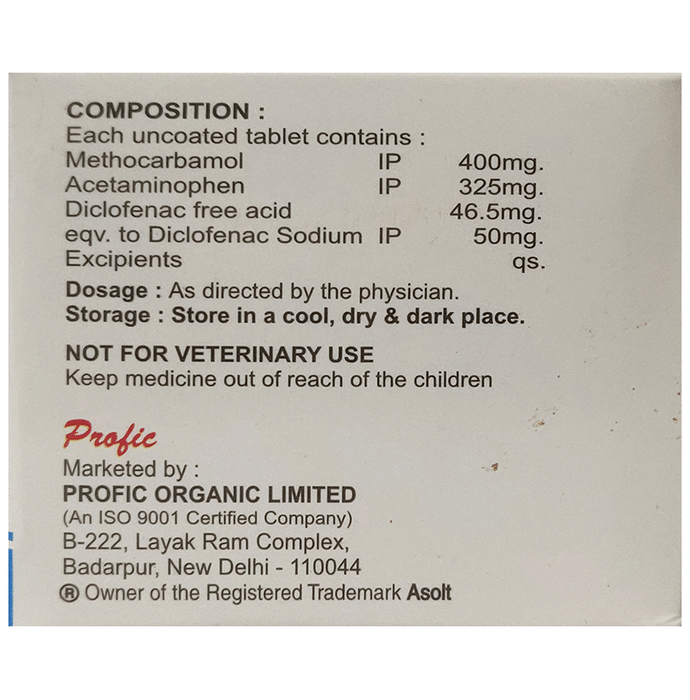 COMPOSITION :
Each uncoated tablet contains :
Methocarbamol IP 400mg.
Acetaminophen IP 325mg.
Diclofenac free acid 46.5mg.
eqv. to Diclofenac Sodium IP 50mg.
Excipients qs.
Dosage : As directed by the physician.
Storage : Store in a cool, dry & dark place.
NOT FOR VETERINARY USE
Keep medicine out of reach of the children
Profic
Marketed by :
PROFIC ORGANIC LIMITED
(An ISO 9001 Certified Company)
B-222, Layak Ram Complex,
Badarpur, New Delhi - 110044
® Owner of the Registered Trademark Asolt